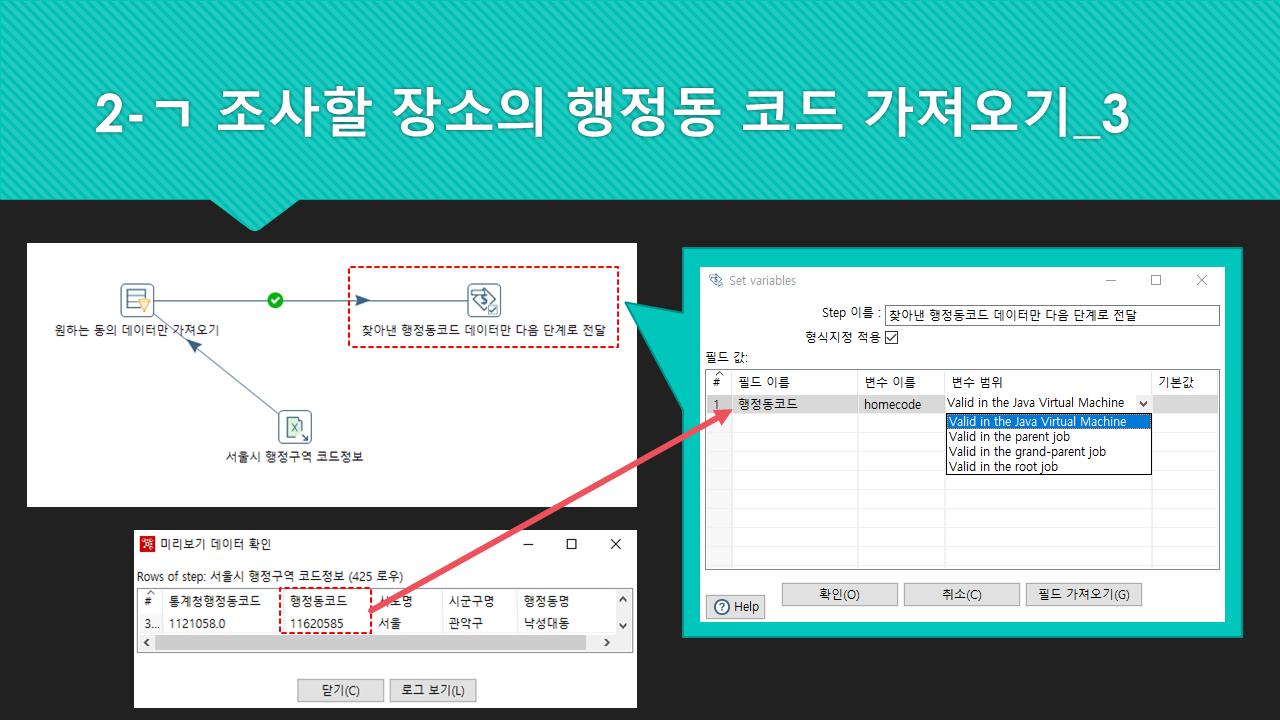 2-ㄱ 조사할 장소의 행정동 코드 가져오기_3
원하는 동의 데이터만 가져오기
찾아낸 행정동코드 데이터만 다음 단계로 전달
서울시 행정구역 코드정보
미리보기 데이터 확인
Rows of step: 서울시 행정구역 코드정보 (425 로우)
# 통계청행정동코드 행정동코드 시도명 시군구명 행정동명
3... 1121058.0 11620585 서울 관악구 낙성대동
닫기(C) 로그 보기(L)
Set variables
Step 이름 : 찾아낸 행정동코드 데이터만 다음 단계로 전달
형식지정 적용
필드 값:
# 필드 이름 변수 이름 변수 범위 기본값
1 행정동코드 homecode Valid in the Java Virtual Machine
Valid in the Java Virtual Machine
Valid in the parent job
Valid in the grand-parent job
Valid in the root job
Help 확인(O) 취소(C) 필드 가져오기(G)